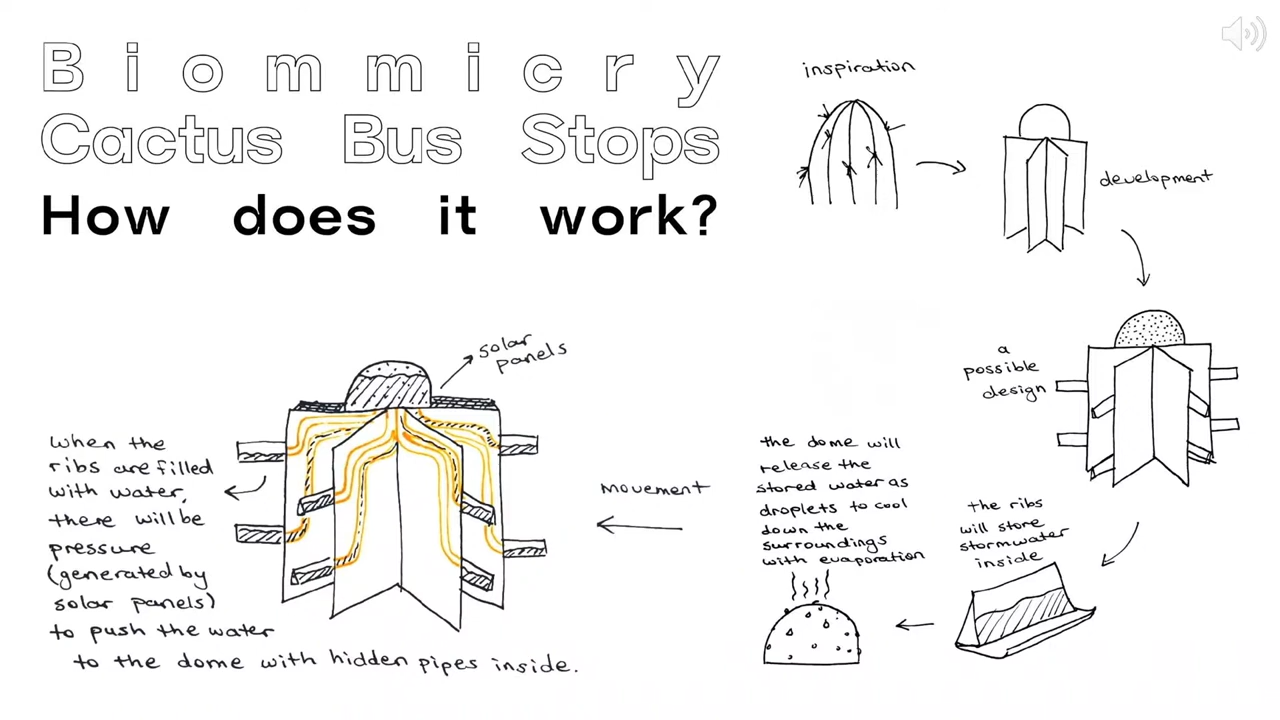 Biommicry
Cactus Bus Stops
How does it work?
inspiration
development
a
possible
design
the ribs
will store
stormwater
inside
the dome will
release the
stored water as
droplets to cool
down the
surroundings
with evaporation
movement
solar
panels
When the
ribs are filled
with water,
there will be
pressure
(generated by
solar panels)
to push the water
to the dome with hidden pipes inside.